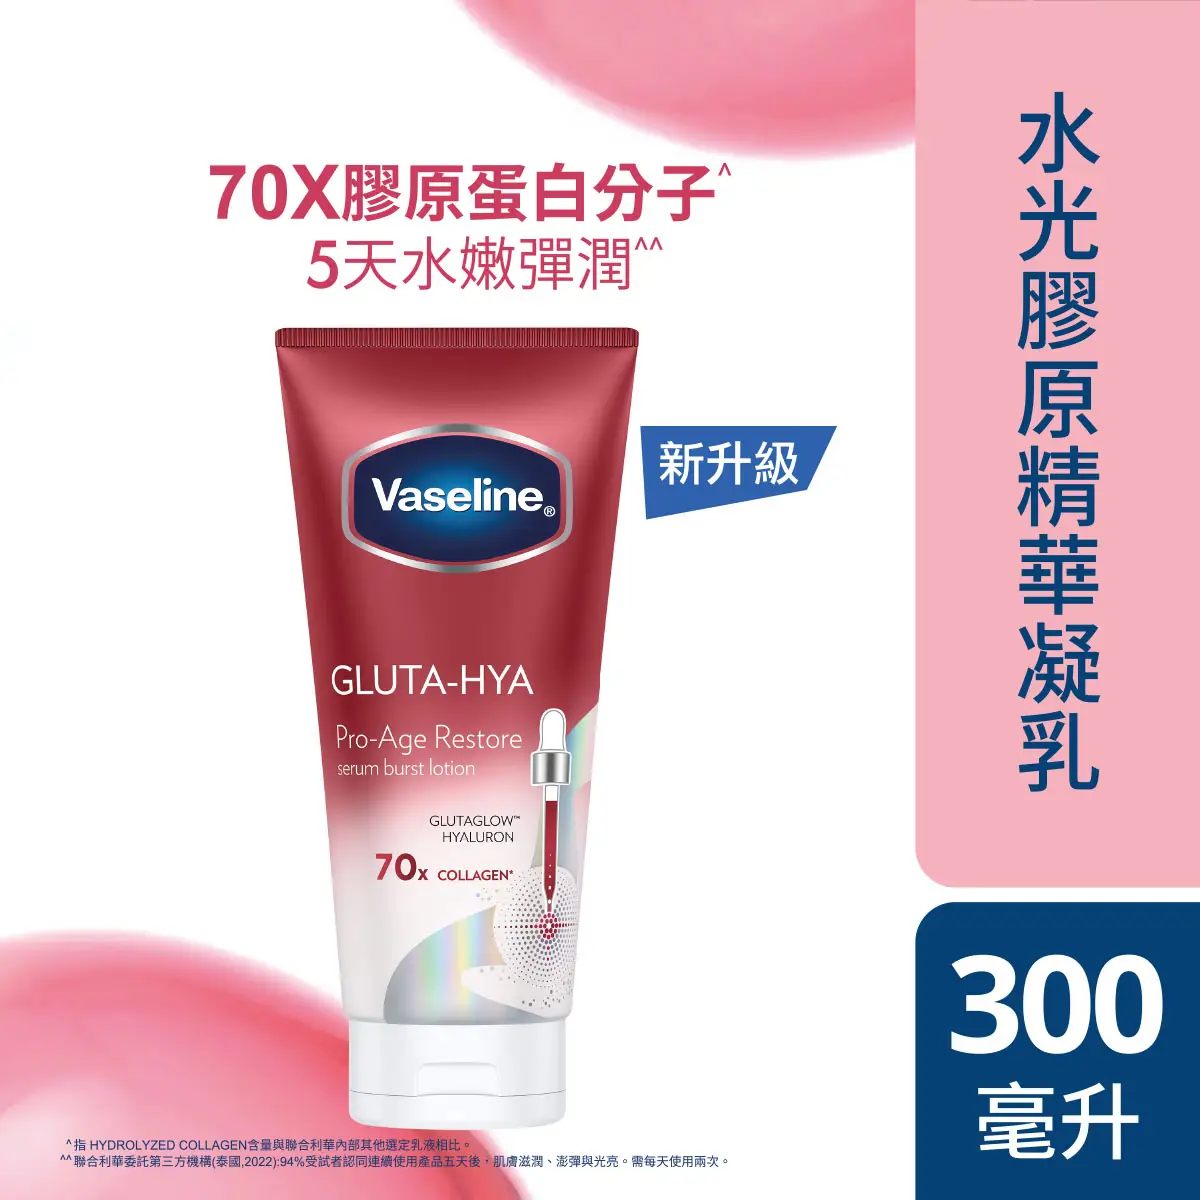 70X膠原蛋白分子^
5天水嫩彈潤^^
新升級
Vaseline®
GLUTA-HYA
Pro-Age Restore
serum burst lotion
GLUTAGLOW™
HYALURON
70x COLLAGEN*
水光膠原精華凝乳
300
毫升
^指 HYDROLYZED COLLAGEN含量與聯合利華內部其他選定乳液相比。
^^聯合利華委託第三方機構(泰國,2022):94%受試者認同連續使用產品五天後，肌膚滋潤、澎彈與光亮。需每天使用兩次。